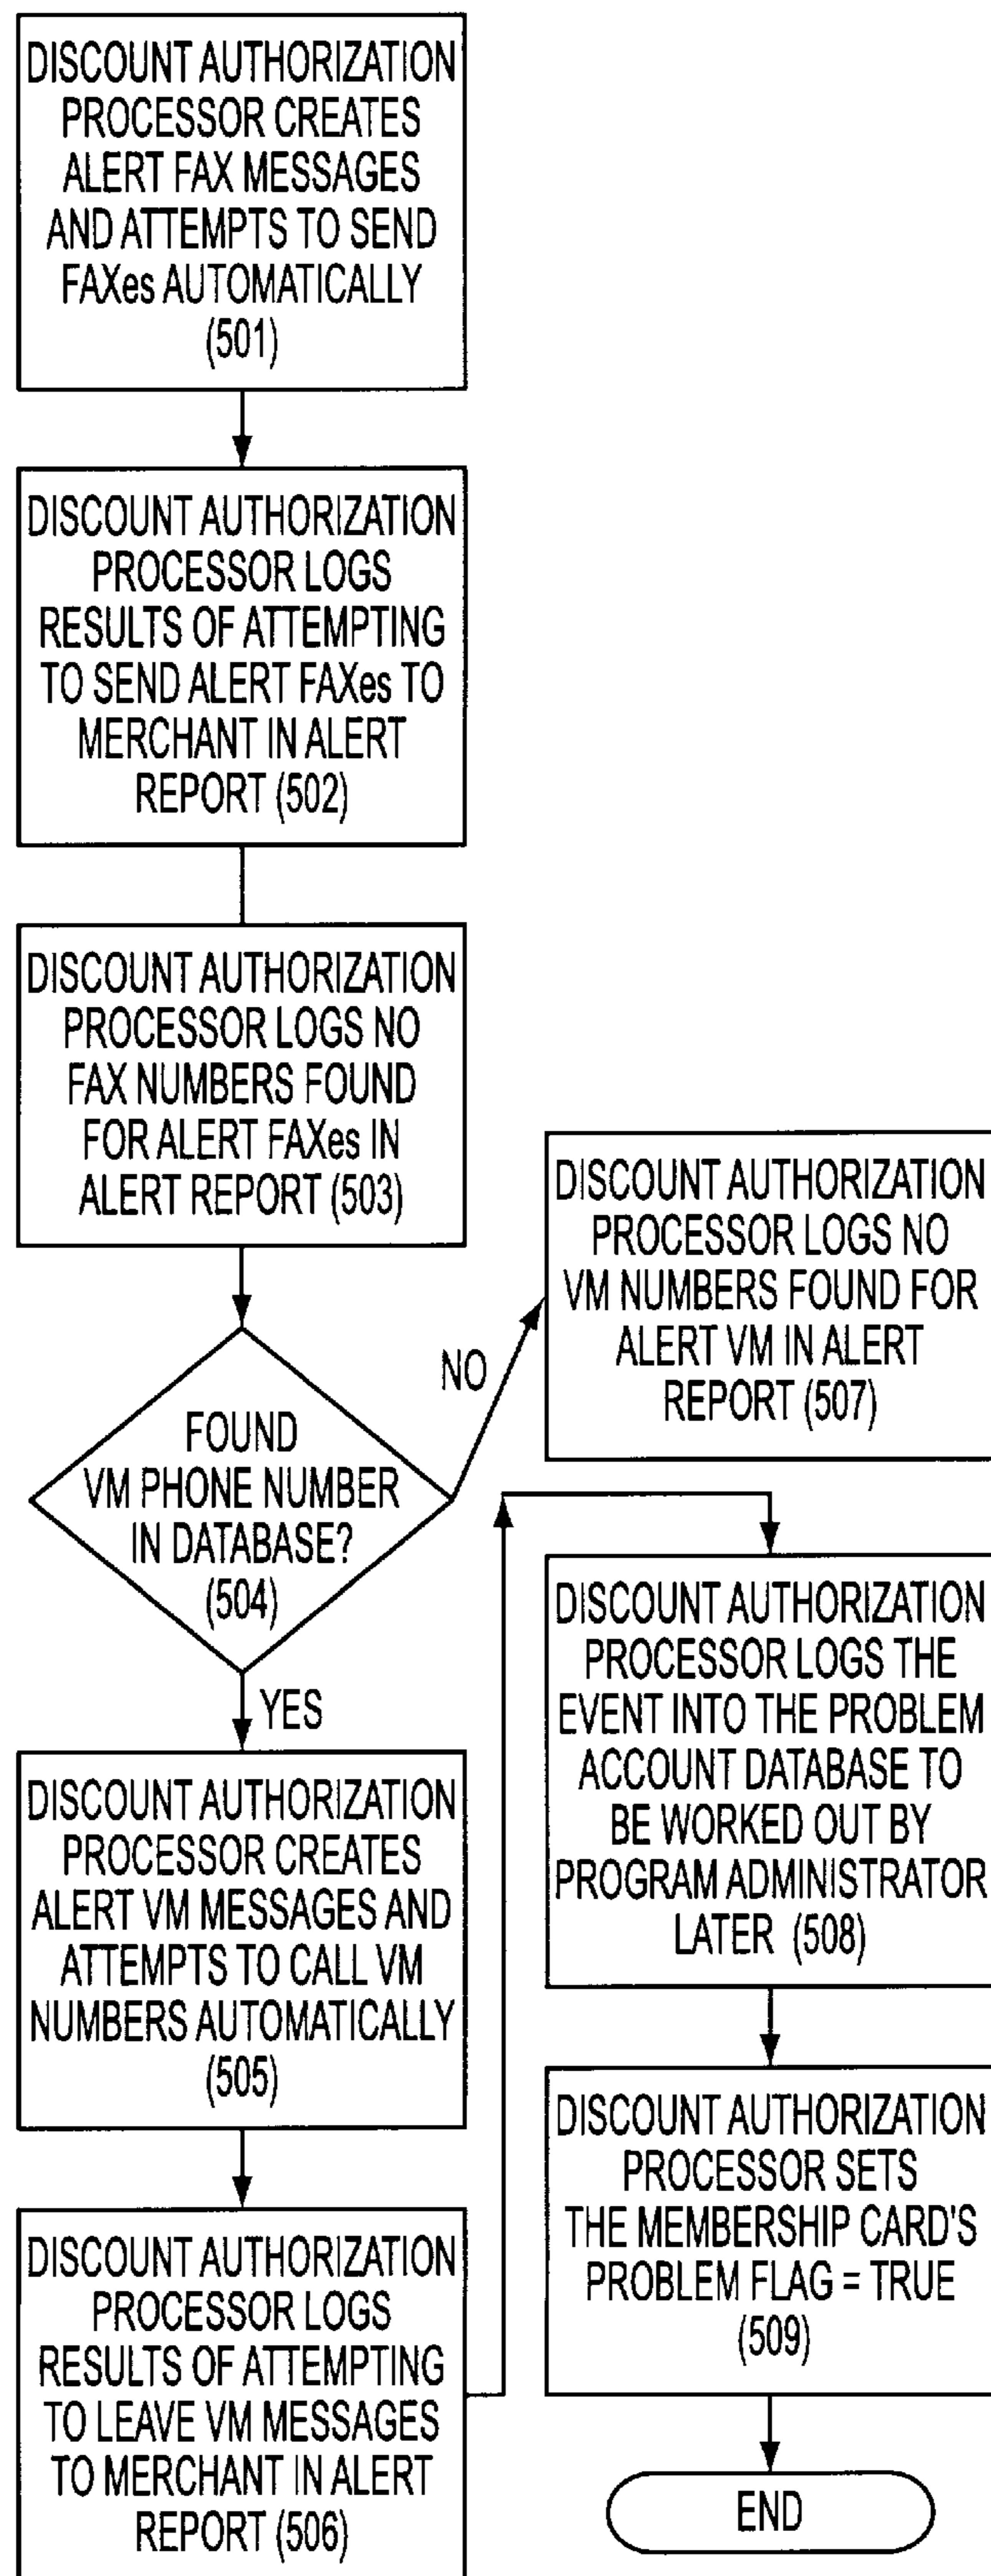 DISCOUNT AUTHORIZATION
PROCESSOR CREATES
ALERT FAX MESSAGES
AND ATTEMPTS TO SEND
FAXes AUTOMATICALLY
(501)
DISCOUNT AUTHORIZATION
PROCESSOR LOGS
RESULTS OF ATTEMPTING
TO SEND ALERT FAXes TO
MERCHANT IN ALERT
REPORT (502)
DISCOUNT AUTHORIZATION
PROCESSOR LOGS NO
FAX NUMBERS FOUND
FOR ALERT FAXes IN
ALERT REPORT (503)
FOUND
VM PHONE NUMBER
IN DATABASE?
(504)
NO
YES
DISCOUNT AUTHORIZATION
PROCESSOR CREATES
ALERT VM MESSAGES AND
ATTEMPTS TO CALL VM
NUMBERS AUTOMATICALLY
(505)
DISCOUNT AUTHORIZATION
PROCESSOR LOGS
RESULTS OF ATTEMPTING
TO LEAVE VM MESSAGES
TO MERCHANT IN ALERT
REPORT (506)
DISCOUNT AUTHORIZATION
PROCESSOR LOGS NO
VM NUMBERS FOUND FOR
ALERT VM IN ALERT
REPORT (507)
DISCOUNT AUTHORIZATION
PROCESSOR LOGS THE
EVENT INTO THE PROBLEM
ACCOUNT DATABASE TO
BE WORKED OUT BY
PROGRAM ADMINISTRATOR
LATER (508)
DISCOUNT AUTHORIZATION
PROCESSOR SETS
THE MEMBERSHIP CARD'S
PROBLEM FLAG = TRUE
(509)
END